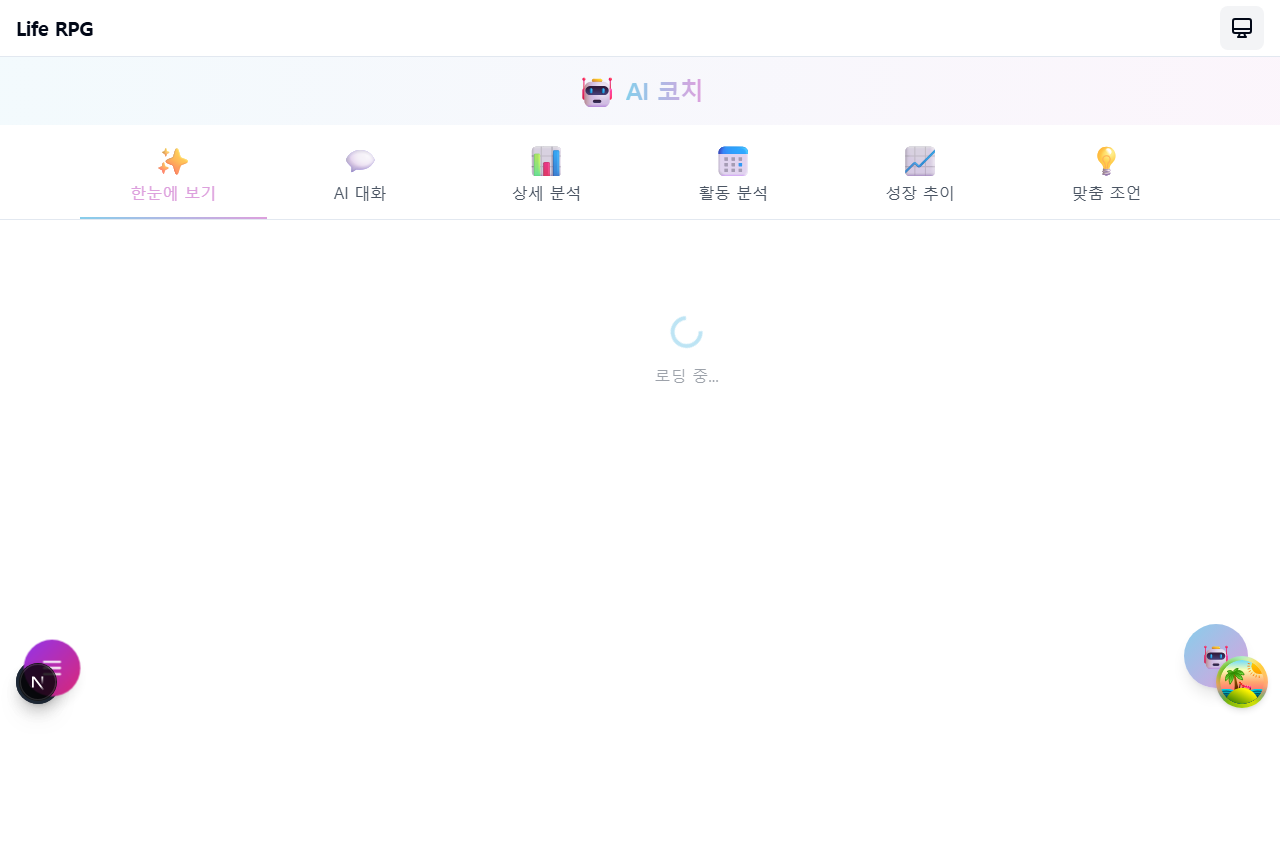 Life RPG
AI 코치
한눈에 보기
AI 대화
상세 분석
활동 분석
성장 추이
맞춤 조언
로딩 중...
N